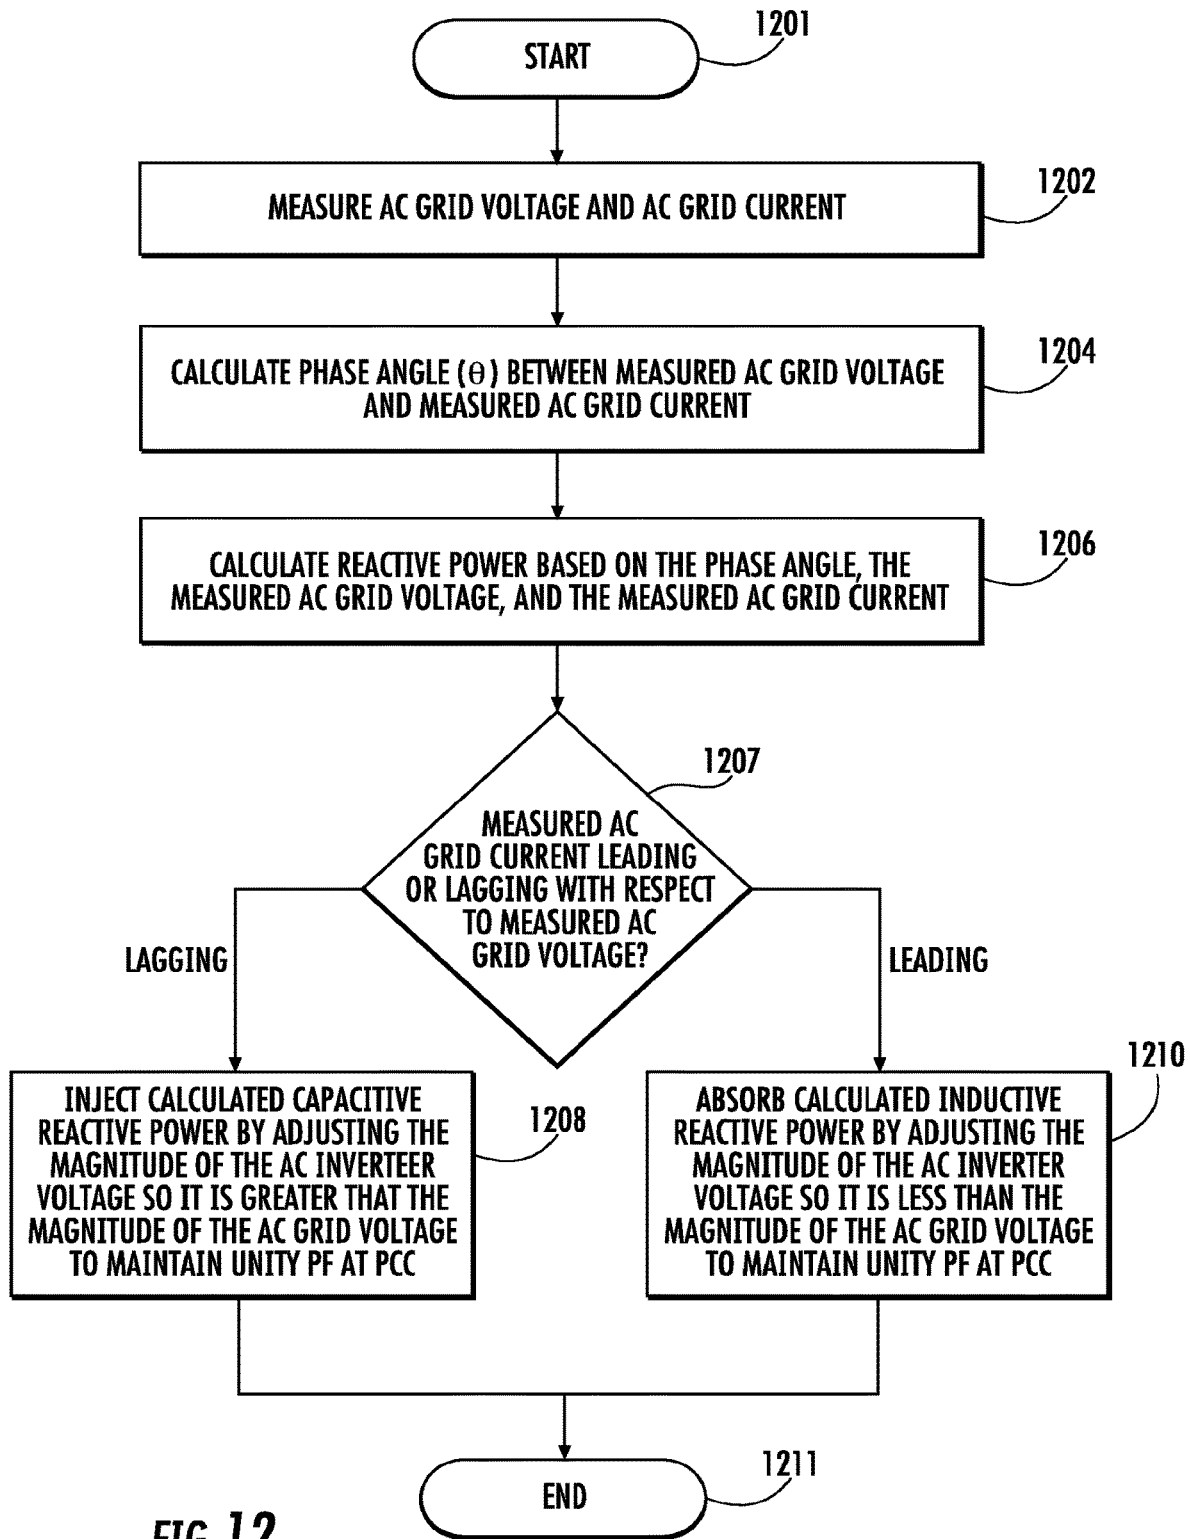 1201
START
1202
MEASURE AC GRID VOLTAGE AND AC GRID CURRENT
1204
CALCULATE PHASE ANGLE (θ) BETWEEN MEASURED AC GRID VOLTAGE
AND MEASURED AC GRID CURRENT
1206
CALCULATE REACTIVE POWER BASED ON THE PHASE ANGLE, THE
MEASURED AC GRID VOLTAGE, AND THE MEASURED AC GRID CURRENT
1207
MEASURED AC
GRID CURRENT LEADING
OR LAGGING WITH RESPECT
TO MEASURED AC
GRID VOLTAGE?
LAGGING
LEADING
1208
INJECT CALCULATED CAPACITIVE
REACTIVE POWER BY ADJUSTING THE
MAGNITUDE OF THE AC INVERTEER
VOLTAGE SO IT IS GREATER THAT THE
MAGNITUDE OF THE AC GRID VOLTAGE
TO MAINTAIN UNITY PF AT PCC
1210
ABSORB CALCULATED INDUCTIVE
REACTIVE POWER BY ADJUSTING THE
MAGNITUDE OF THE AC INVERTER
VOLTAGE SO IT IS LESS THAN THE
MAGNITUDE OF THE AC GRID VOLTAGE
TO MAINTAIN UNITY PF AT PCC
1211
END
FIG. 12